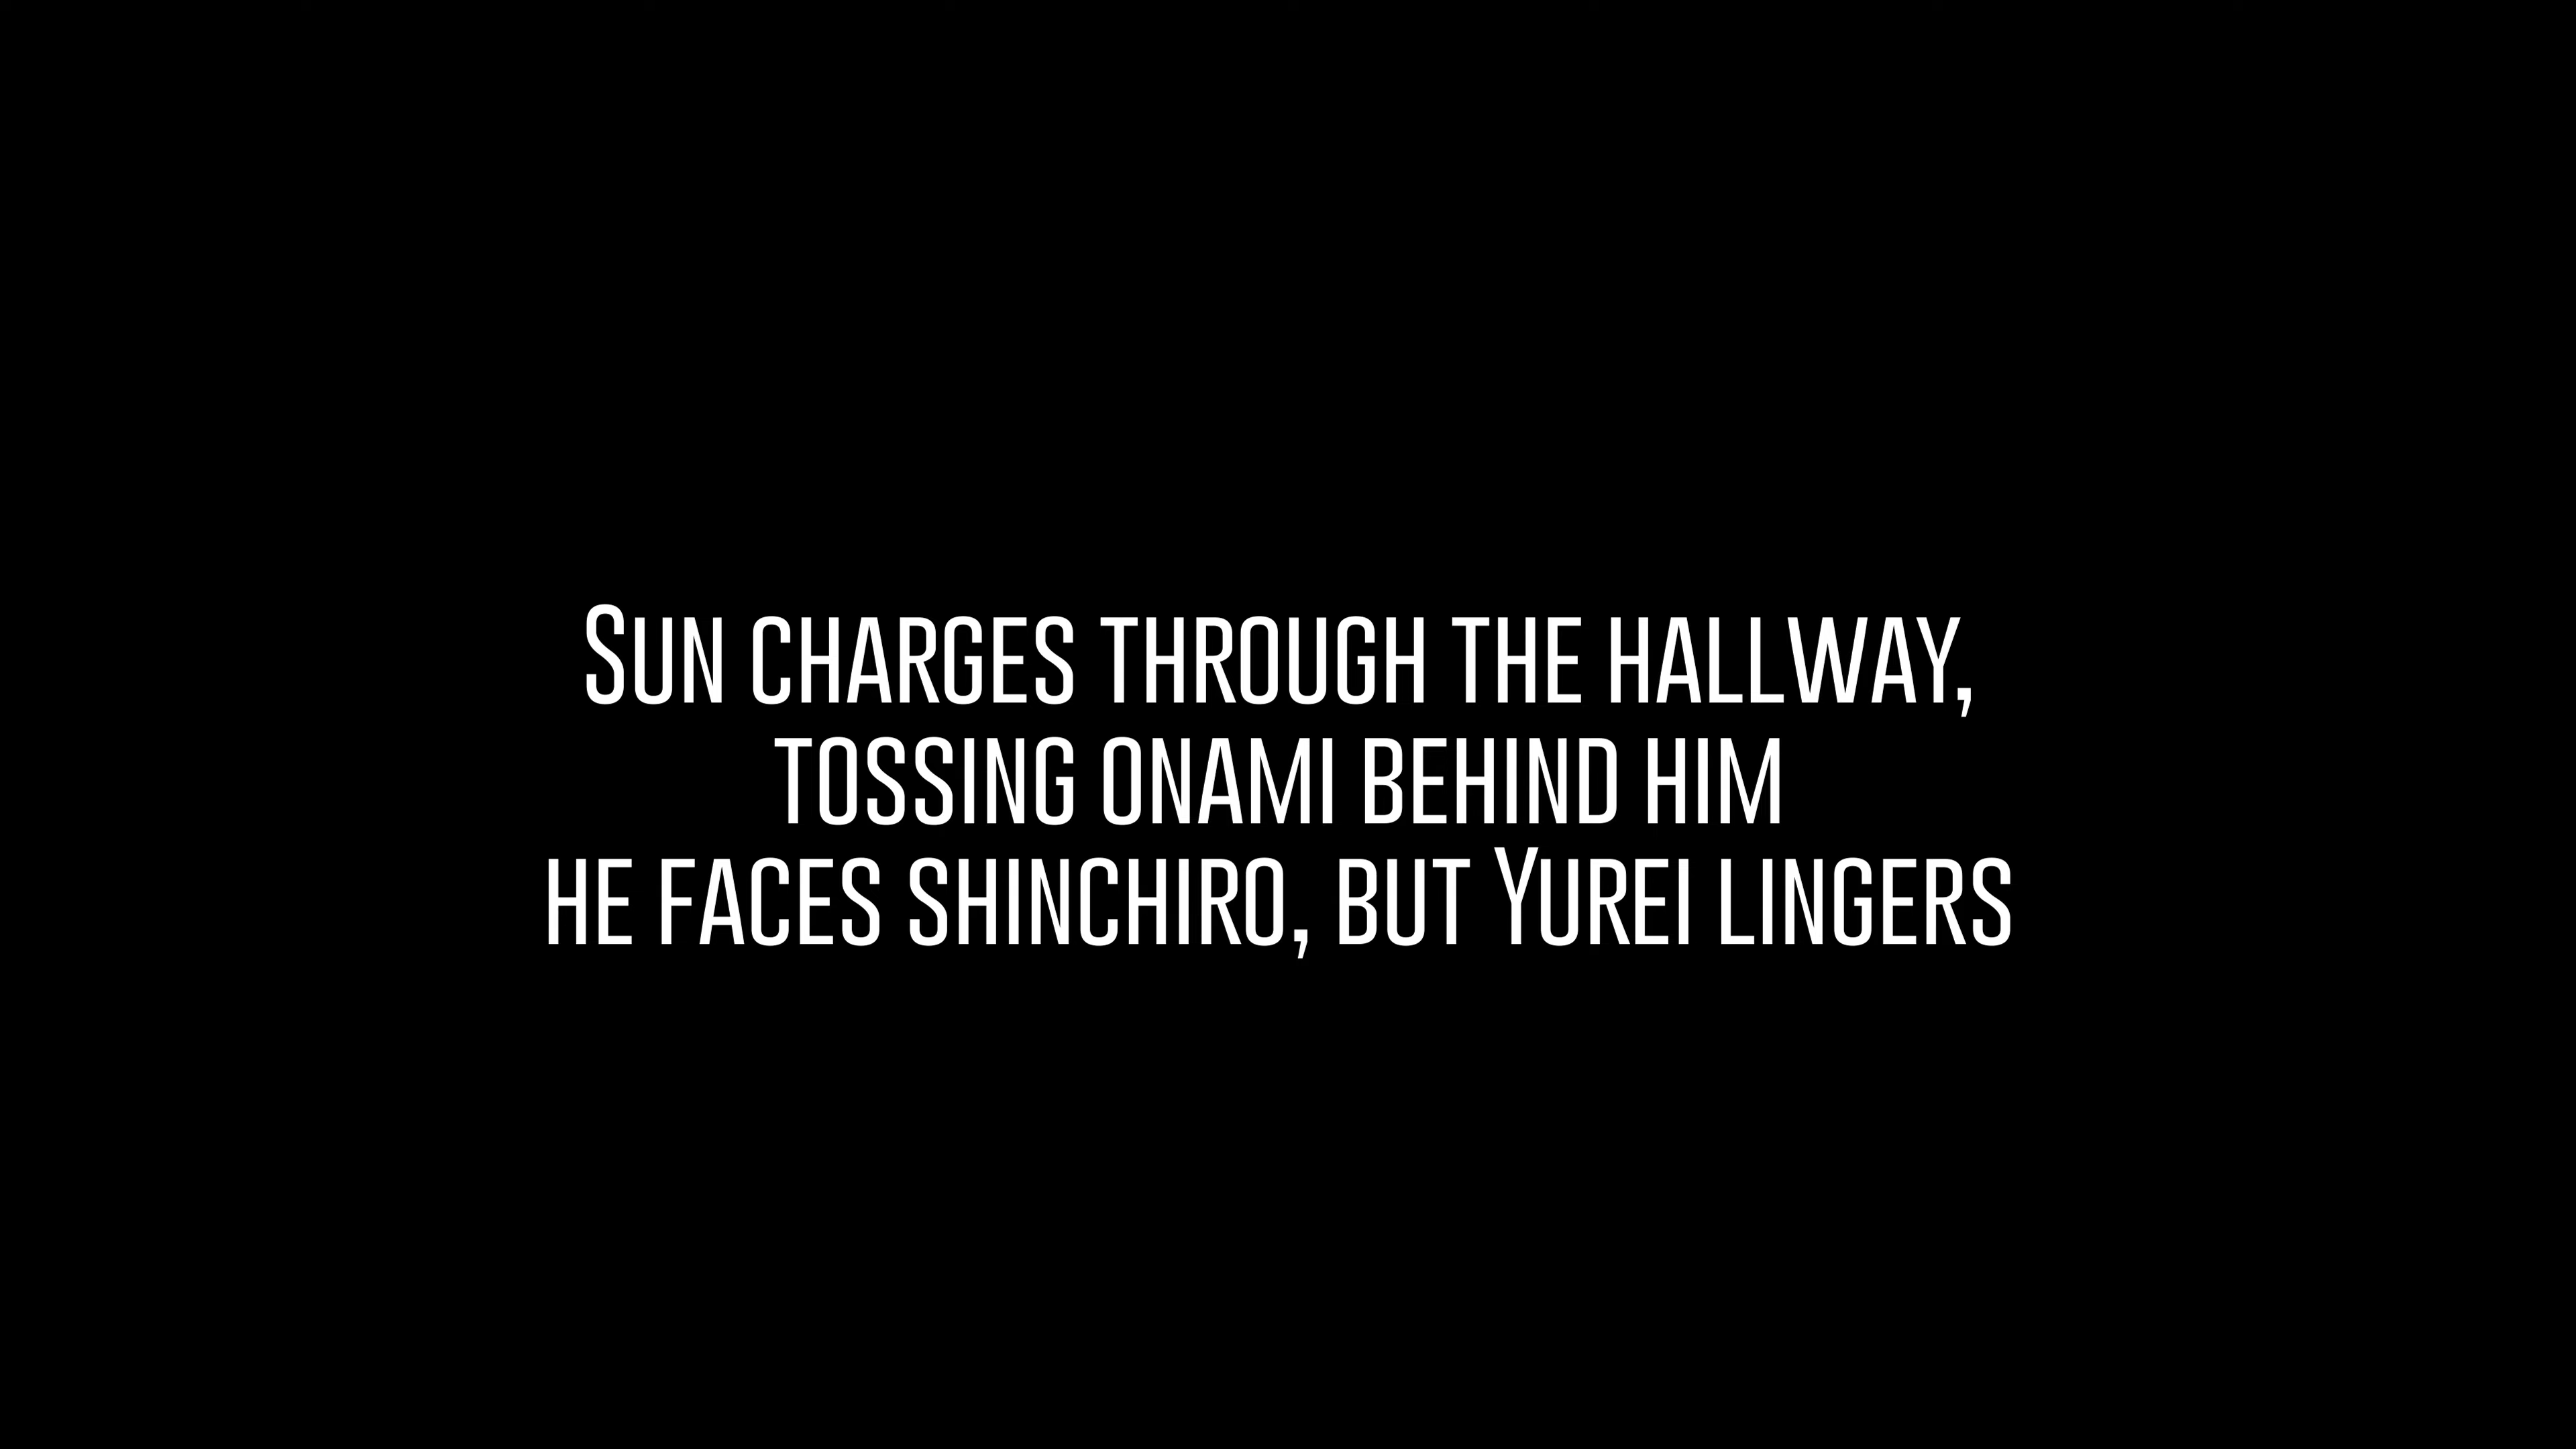 Sun charges through the hallway,
tossing onami behind him
he faces shinchiro, but Yurei lingers